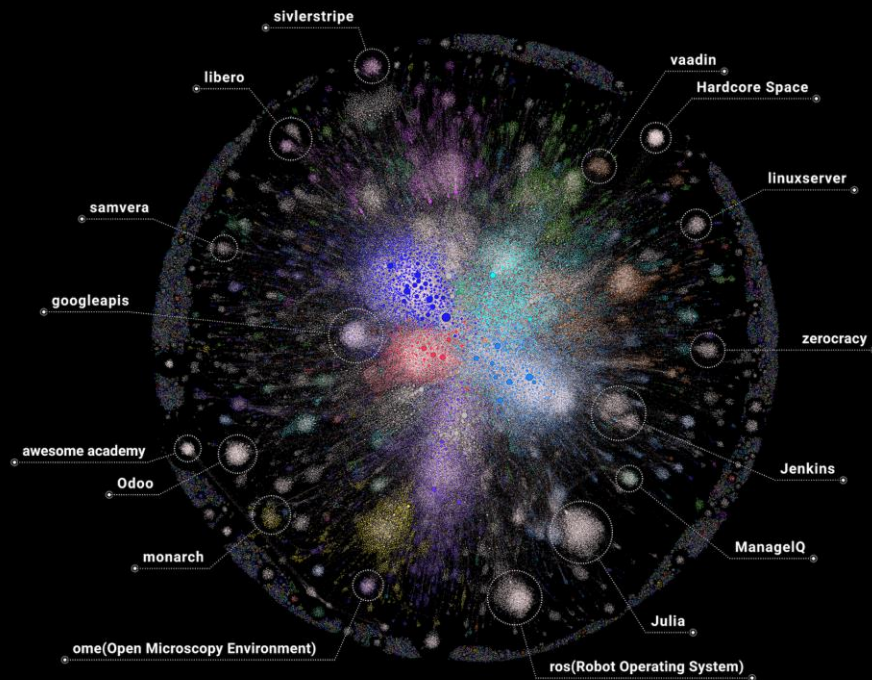 sivlerstripe
vaadin
libero
Hardcore Space
linuxserver
samvera
googleapis
zerocracy
awesome academy
Jenkins
Odoo
ManageIQ
monarch
Julia
ome(Open Microscopy Environment)
ros(Robot Operating System)